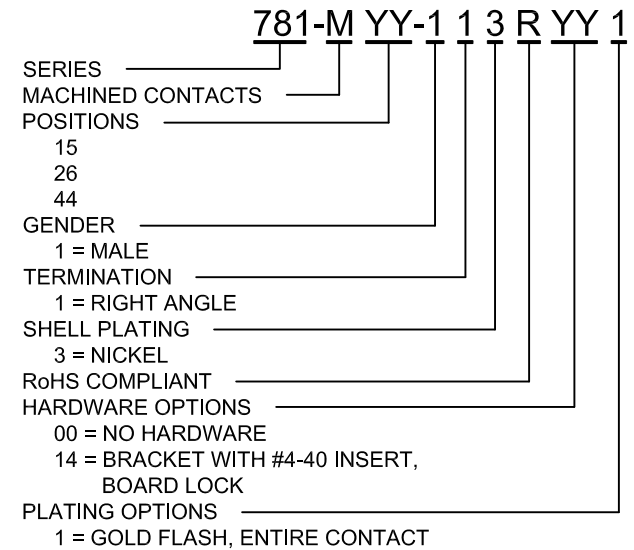 781-M YY-1 1 3 R YY 1
SERIES
MACHINED CONTACTS
POSITIONS
15
26
44
GENDER
1 = MALE
TERMINATION
1 = RIGHT ANGLE
SHELL PLATING
3 = NICKEL
RoHS COMPLIANT
HARDWARE OPTIONS
00 = NO HARDWARE
14 = BRACKET WITH #4-40 INSERT,
BOARD LOCK
PLATING OPTIONS
1 = GOLD FLASH, ENTIRE CONTACT